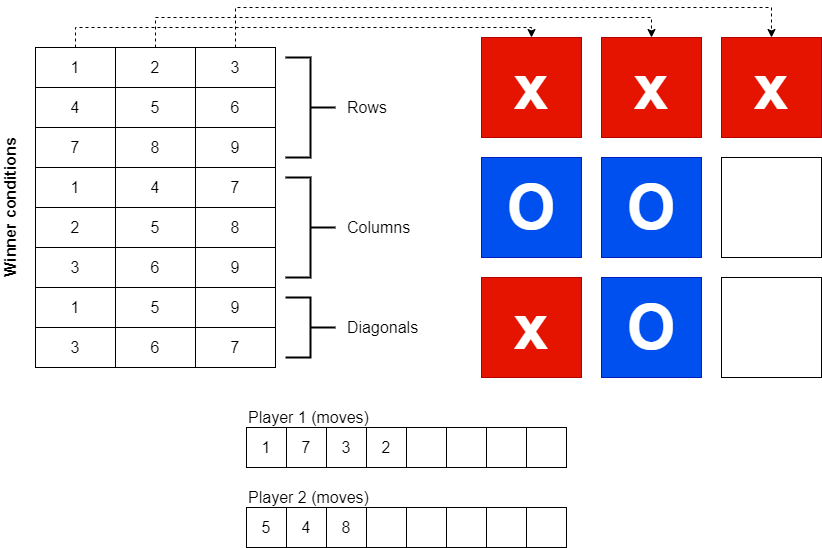 1 2 3
4 5 6
7 8 9
1 4 7
2 5 8
3 6 9
1 5 9
3 6 7
Winner conditions
Rows
Columns
Diagonals
x x x
O O
x O
Player 1 (moves)
1 7 3 2
Player 2 (moves)
5 4 8